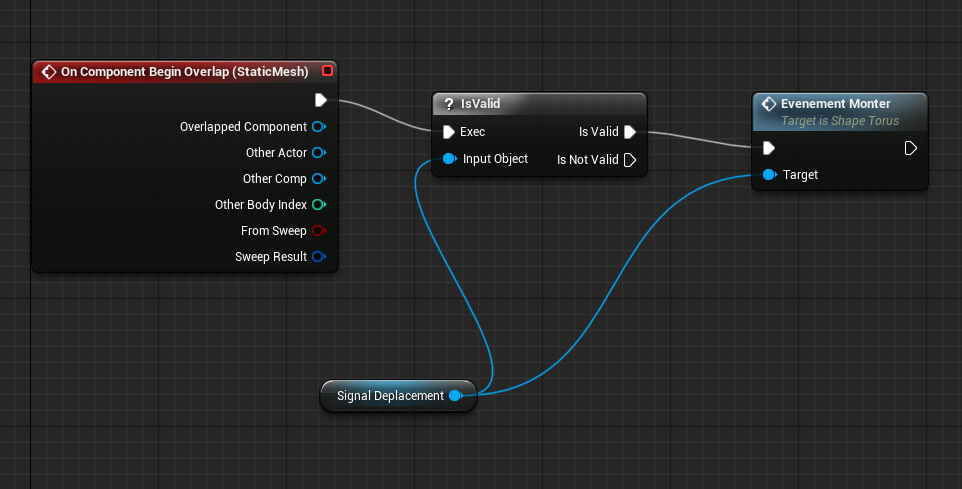 On Component Begin Overlap (StaticMesh)
Overlapped Component
Other Actor
Other Comp
Other Body Index
From Sweep
Sweep Result
? IsValid
Exec
Is Valid
Input Object
Is Not Valid
Evenement Monter
Target is Shape Torus
Target
Signal Deplacement